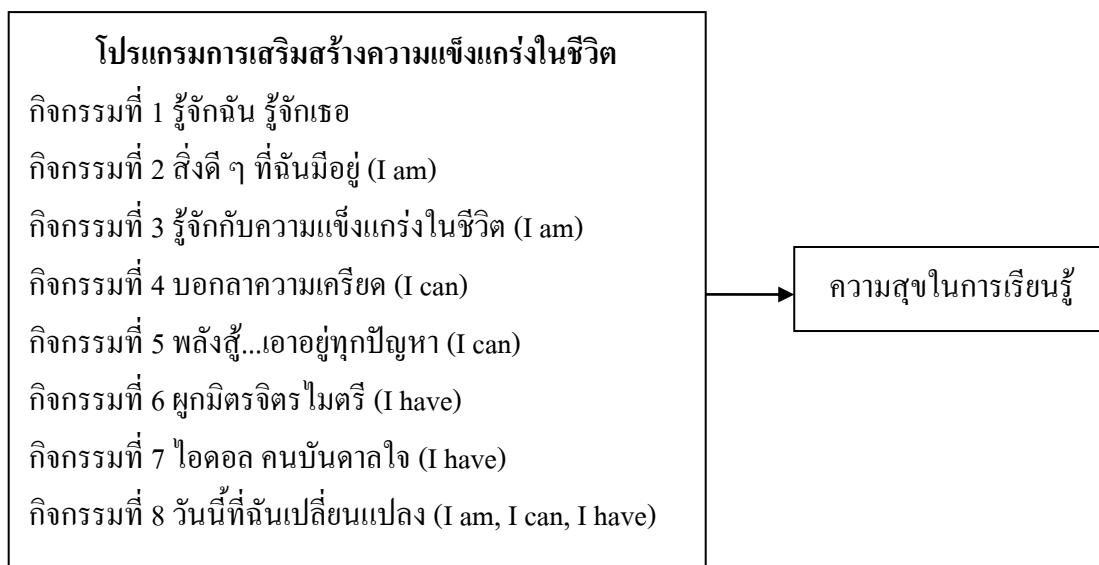 โปรแกรมการเสริมสร้างความแข็งแกร่งในชีวิต
กิจกรรมที่ 1 รู้จักฉัน รู้จักเธอ
กิจกรรมที่ 2 สิ่งดี ๆ ที่ฉันมีอยู่ (I am)
กิจกรรมที่ 3 รู้จักกับความแข็งแกร่งในชีวิต (I am)
กิจกรรมที่ 4 บอกลาความเครียด (I can)
กิจกรรมที่ 5 พลังสู้...เอาอยู่ทุกปัญหา (I can)
กิจกรรมที่ 6 ผูกมิตรจิตรไมตรี (I have)
กิจกรรมที่ 7 ไอดอล คนบันดาลใจ (I have)
กิจกรรมที่ 8 วันนี้ที่ฉันเปลี่ยนแปลง (I am, I can, I have)
ความสุขในการเรียนรู้